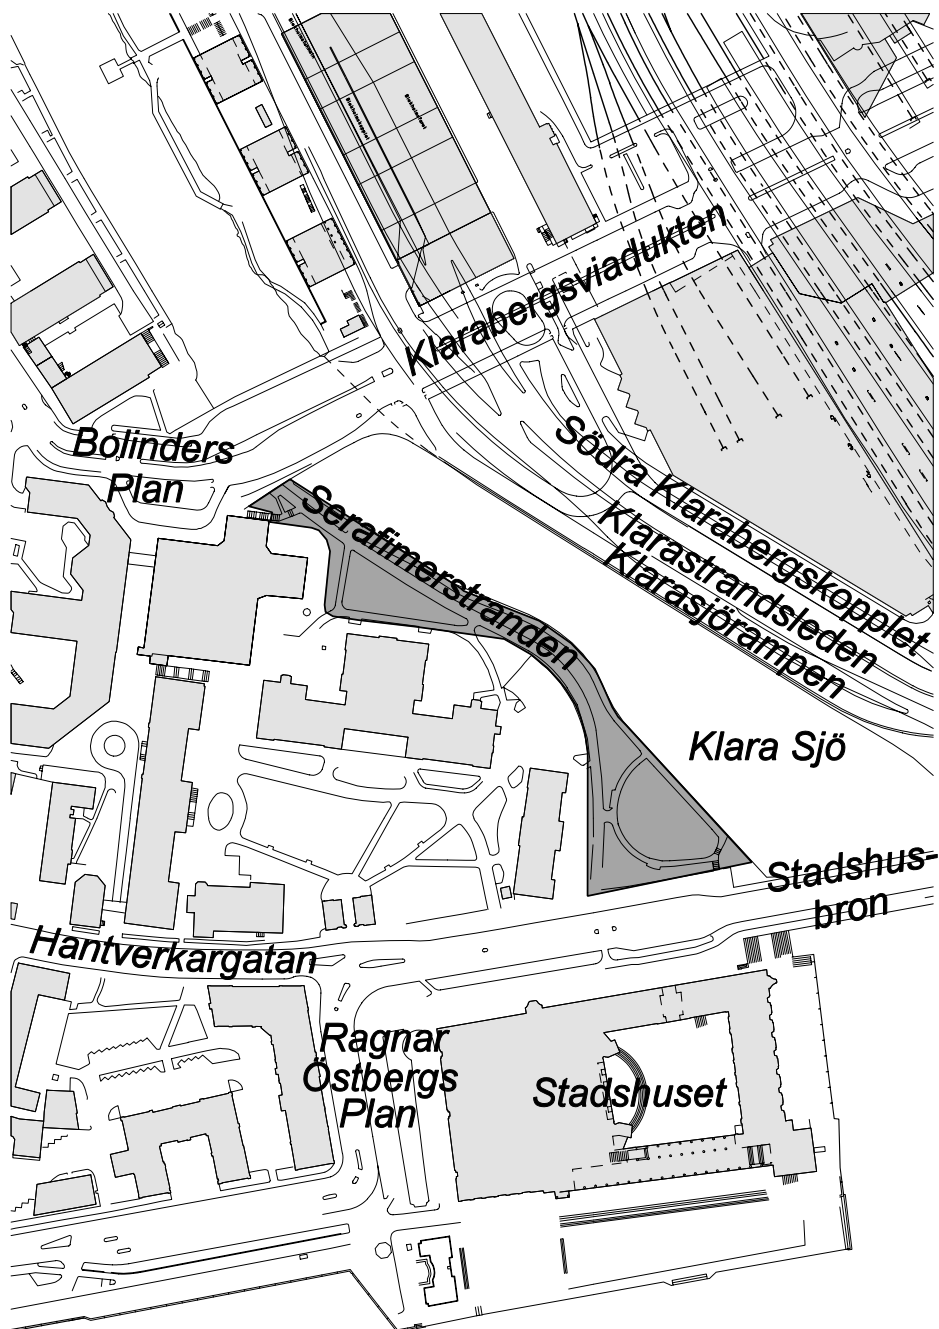 Klarabergsviadukten
Bolinders
Plan
Serafimerstranden
Södra Klarabergskopplet
Klarastrandsleden
Klarasjörampen
Klara Sjö
Stadshus-
bron
Hantverkargatan
Ragnar
Östbergs
Plan
Stadshuset